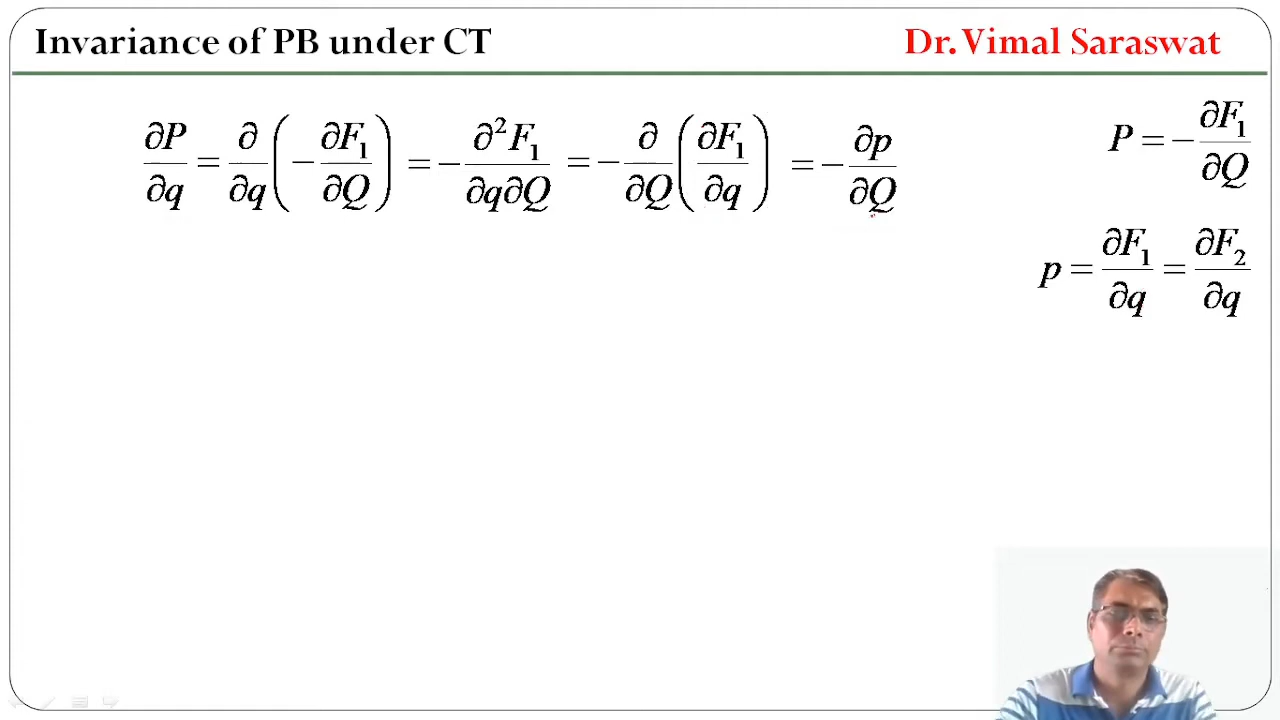 Invariance of PB under CT
Dr. Vimal Saraswat
∂P/∂q = ∂/∂q (−∂F₁/∂Q) = −∂²F₁/∂q∂Q = −∂/∂Q (∂F₁/∂q) = −∂p/∂Q
P = −∂F₁/∂Q
p = ∂F₁/∂q = ∂F₂/∂q